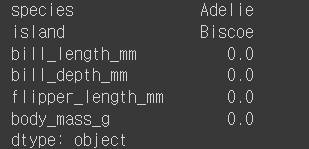 species Adelie
island Biscoe
bill_length_mm 0.0
bill_depth_mm 0.0
flipper_length_mm 0.0
body_mass_g 0.0
dtype: object